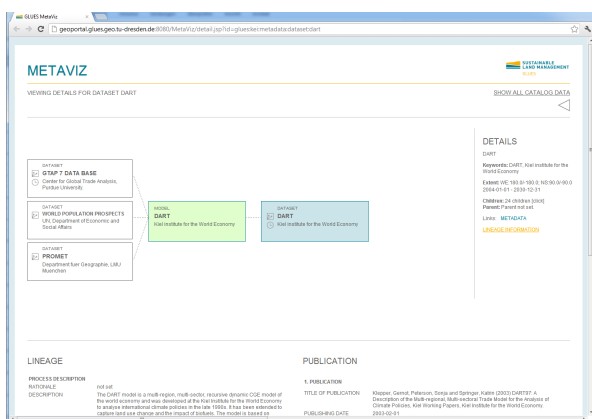 GLUES MetaViz
geoportal.glues.geo.tu-dresden.de:8080/MetaViz/detail.jsp?id=glues:kec:metadata:dataset:dart
METAVIZ
SUSTAINABLE
LAND MANAGEMENT
GLUES
VIEWING DETAILS FOR DATASET DART
SHOW ALL CATALOG DATA
DATASET
GTAP 7 DATA BASE
Center for Global Trade Analysis,
Purdue University
DATASET
WORLD POPULATION PROSPECTS
UN, Department of Economic and
Social Affairs
DATASET
PROMET
Department fuer Geographie, LMU
Muenchen
MODEL
DART
Kiel institute for the World Economy
DATASET
DART
Kiel institute for the World Economy
DETAILS
DART
Keywords: DART, Kiel institute for the
World Economy
Extent: WE:180.0/-180.0; NS:90.0/-90.0
2004-01-01 - 2030-12-31
Children: 24 children [click]
Parent: Parent not set
Links: METADATA
LINEAGE INFORMATION
LINEAGE
PROCESS DESCRIPTION
RATIONALE not set
DESCRIPTION The DART model is a multi-region, multi-sector, recursive dynamic CGE model of
the world economy and was developed at the Kiel Institute for the World Economy
to analyse international climate policies in the late 1990s. It has been extended to
capture land use change and the impact of biofuels. The model is based on
PUBLICATION
1. PUBLICATION
TITLE OF PUBLICATION Klepper, Gernot, Peterson, Sonja and Springer, Katrin (2003) DART97: A
Description of the Multi-regional, Multi-sectoral Trade Model for the Analysis of
Climate Policies, Kiel Working Papers, Kiel Institute for the World Economy.
PUBLISHING DATE 2003-02-01